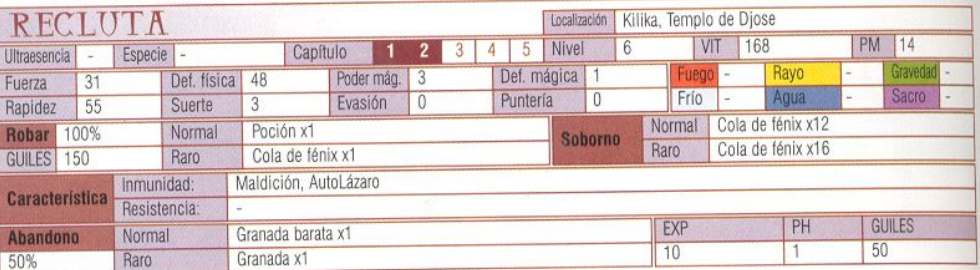 RECLUTA Localización Kilika, Templo de Djose
Ultraesencia - Especie - Capítulo 1 2 3 4 5 Nivel 6 VIT 168 PM 14
Fuerza 31 Def. física 48 Poder mág. 3 Def. mágica 1 Fuego - Rayo - Gravedad -
Rapidez 55 Suerte 3 Evasión 0 Puntería 0 Frío - Agua - Sacro -
Robar 100% Normal Poción x1 Soborno Normal Cola de fénix x12
GUILES 150 Raro Cola de fénix x1 Raro Cola de fénix x16
Característica Inmunidad: Maldición, AutoLázaro
Resistencia: -
Abandono Normal Granada barata x1 EXP PH GUILES
50% Raro Granada x1 10 1 50